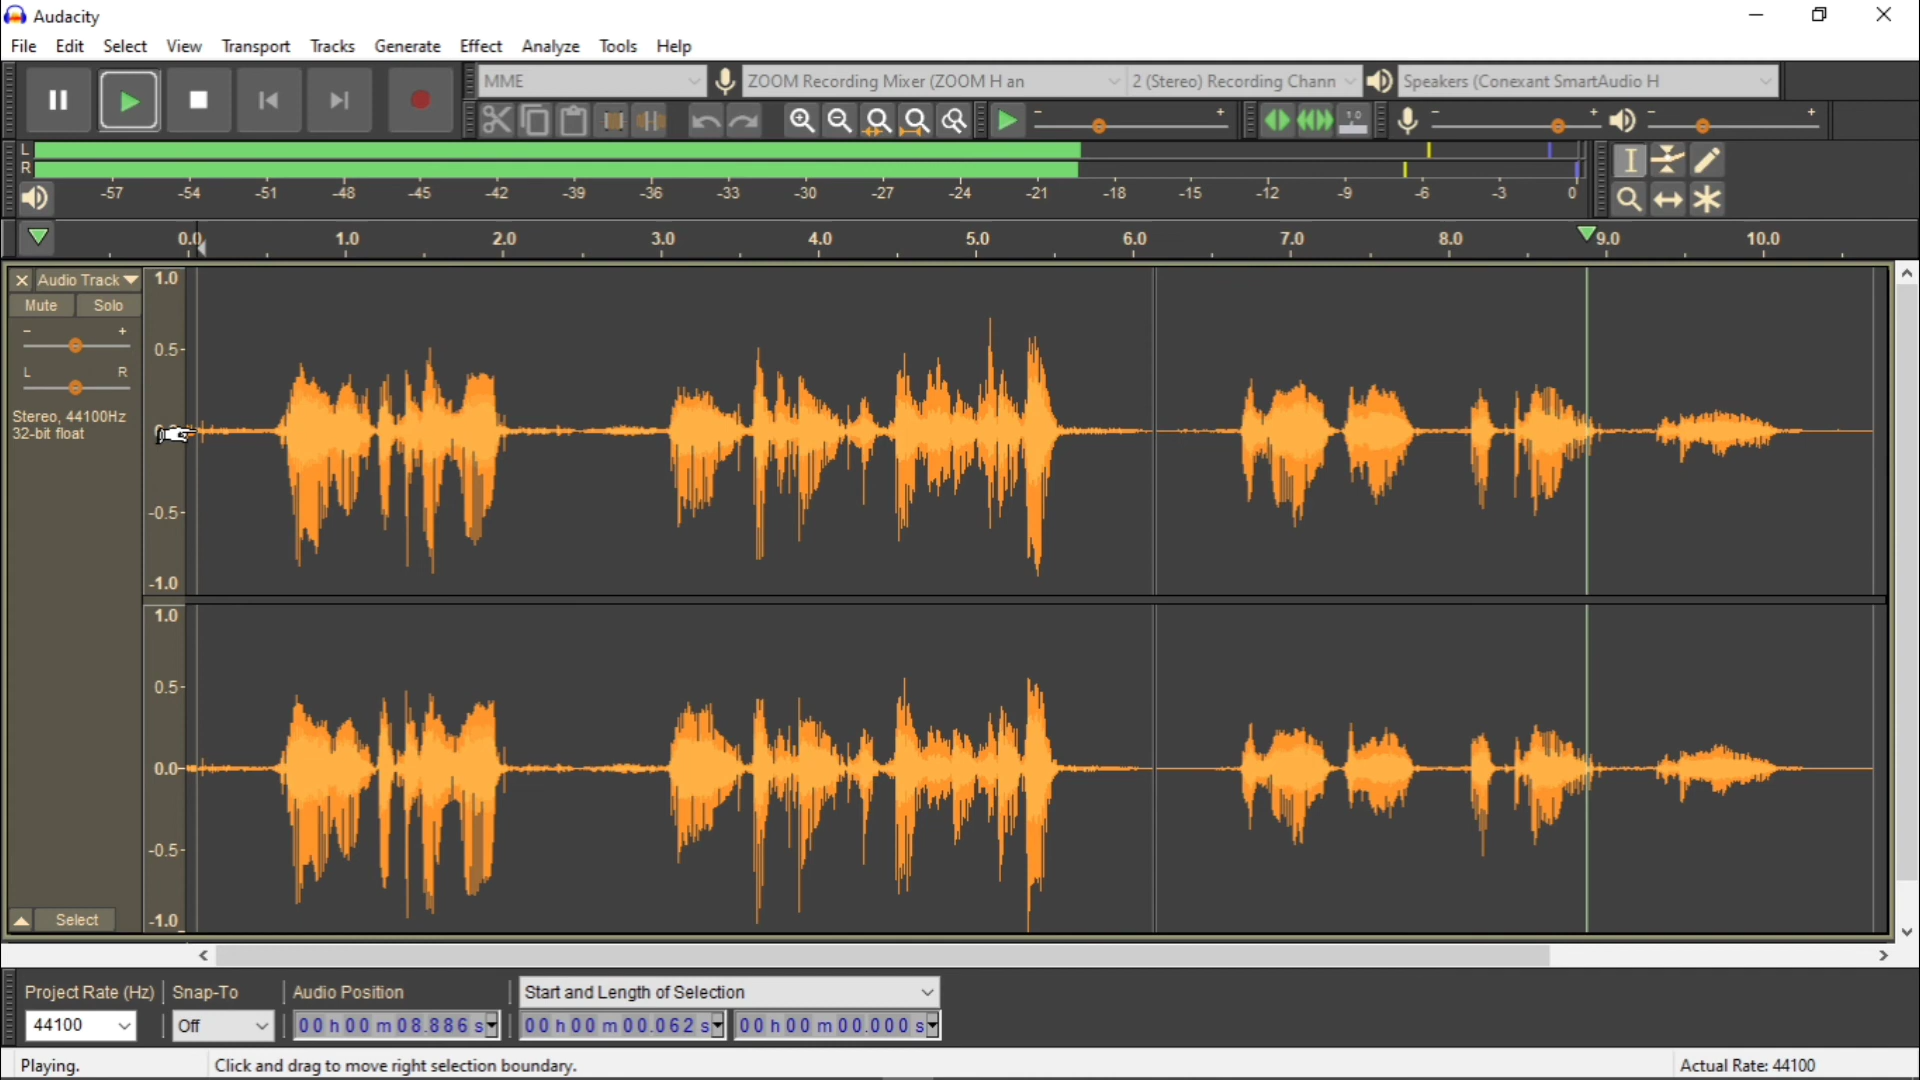 Audacity
File Edit Select View Transport Tracks Generate Effect Analyze Tools Help
MME ZOOM Recording Mixer (ZOOM H an 2 (Stereo) Recording Chann Speakers (Conexant SmartAudio H
- + - + - +
L
R
-57 -54 -51 -48 -45 -42 -39 -36 -33 -30 -27 -24 -21 -18 -15 -12 -9 -6 -3 0
0.0 1.0 2.0 3.0 4.0 5.0 6.0 7.0 8.0 9.0 10.0
Audio Track 1.0
Mute Solo
- +
0.5-
L R
Stereo, 44100Hz
32-bit float
-0.5-
-1.0
1.0
0.5-
0.0-
-0.5-
Select -1.0
Project Rate (Hz) Snap-To Audio Position Start and Length of Selection
44100 Off 00 h 00 m 08.886 s 00 h 00 m 00.062 s 00 h 00 m 00.000 s
Playing. Click and drag to move right selection boundary. Actual Rate: 44100